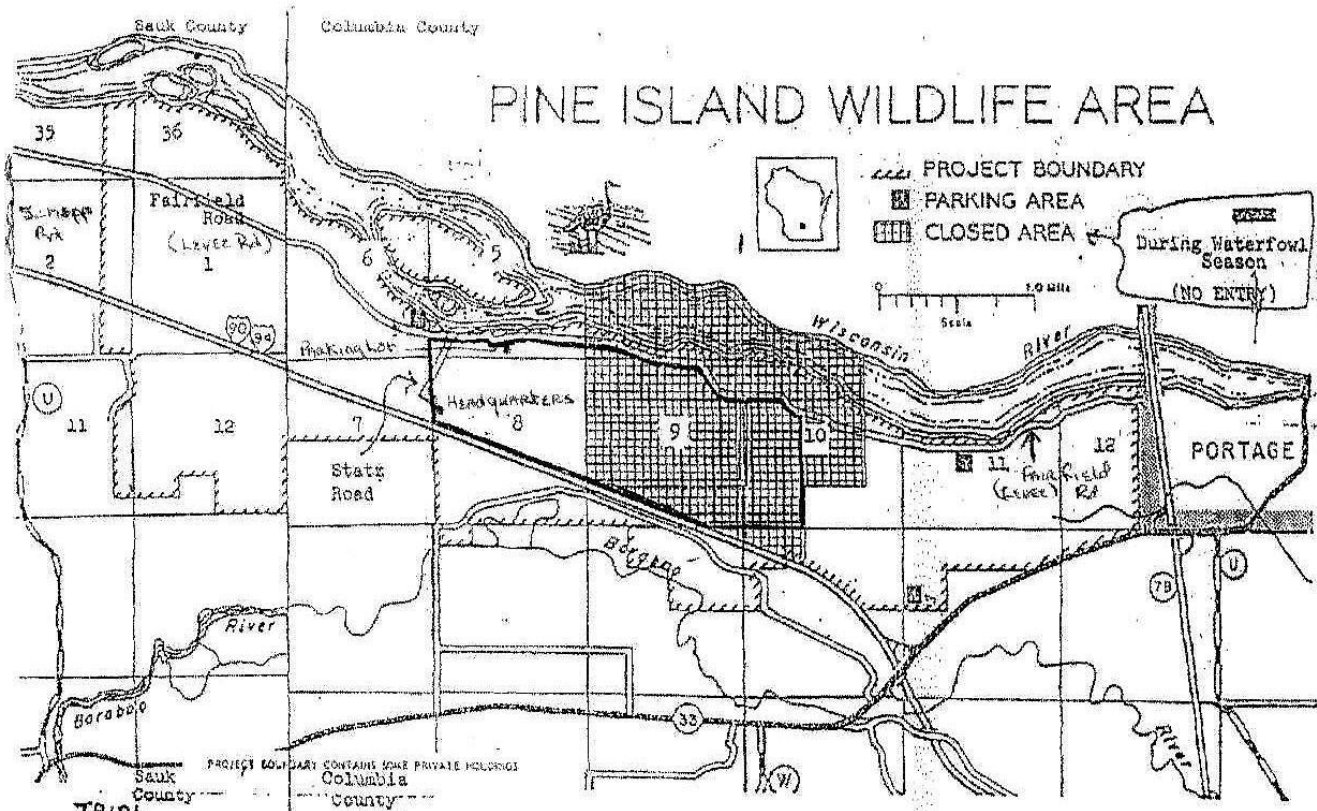 Sauk County
Columbia County
PINE ISLAND WILDLIFE AREA
PROJECT BOUNDARY
PARKING AREA
CLOSED AREA
During Waterfowl
Season
(NO ENTRY)
0
1.0 Mile
Scale
35
36
Fairfield
Road
(Levee Rd)
2
1
6
5
90
94
Parking Lot
Wisconsin
River
U
11
12
7
HEADQUARTERS
8
9
10
11
12
PORTAGE
State
Road
Fairfield
(Levee) Rd
Baraboo
78
U
River
Baraboo
33
River
W
PROJECT BOUNDARY CONTAINS SOME PRIVATE HOLDINGS
Sauk
County
Columbia
County